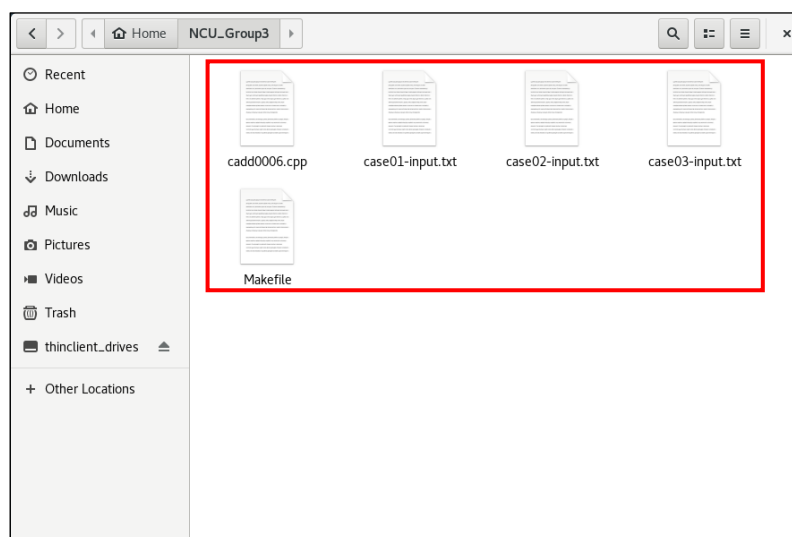 Home NCU_Group3
Recent
Home
Documents
Downloads
Music
Pictures
Videos
Trash
thinclient_drives
+ Other Locations
cadd0006.cpp case01-input.txt case02-input.txt case03-input.txt
Makefile